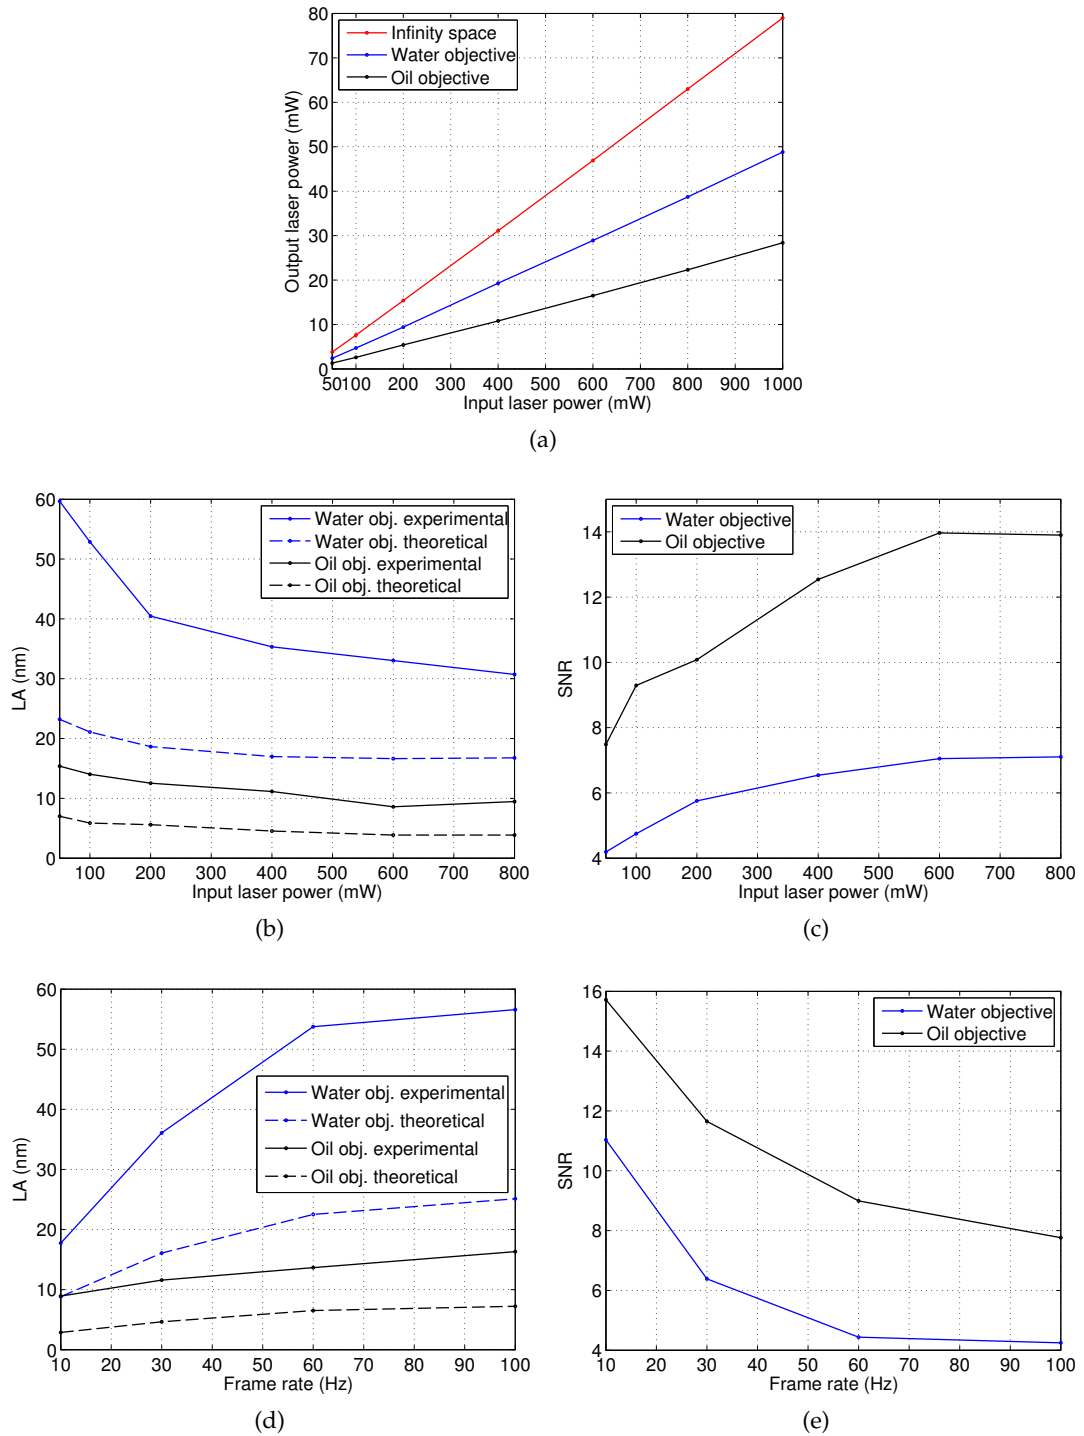 80
70
60
50
40
30
20
10
0
Output laser power (mW)
Infinity space
Water objective
Oil objective
50 100 200 300 400 500 600 700 800 900 1000
Input laser power (mW)
(a)
60
50
40
30
20
10
0
LA (nm)
Water obj. experimental
Water obj. theoretical
Oil obj. experimental
Oil obj. theoretical
100 200 300 400 500 600 700 800
Input laser power (mW)
(b)
14
12
10
8
6
4
SNR
Water objective
Oil objective
100 200 300 400 500 600 700 800
Input laser power (mW)
(c)
60
50
40
30
20
10
0
LA (nm)
Water obj. experimental
Water obj. theoretical
Oil obj. experimental
Oil obj. theoretical
10 20 30 40 50 60 70 80 90 100
Frame rate (Hz)
(d)
16
14
12
10
8
6
4
SNR
Water objective
Oil objective
10 20 30 40 50 60 70 80 90 100
Frame rate (Hz)
(e)